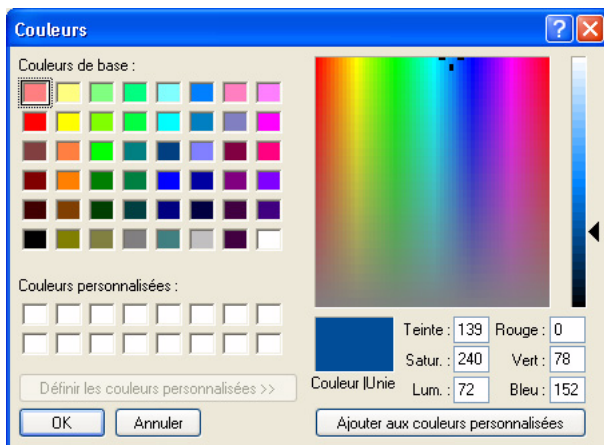 Couleurs
Couleurs de base :
Couleurs personnalisées :
Définir les couleurs personnalisées >>
OK Annuler
Couleur |Unie
Teinte : 139 Rouge : 0
Satur. : 240 Vert : 78
Lum. : 72 Bleu : 152
Ajouter aux couleurs personnalisées